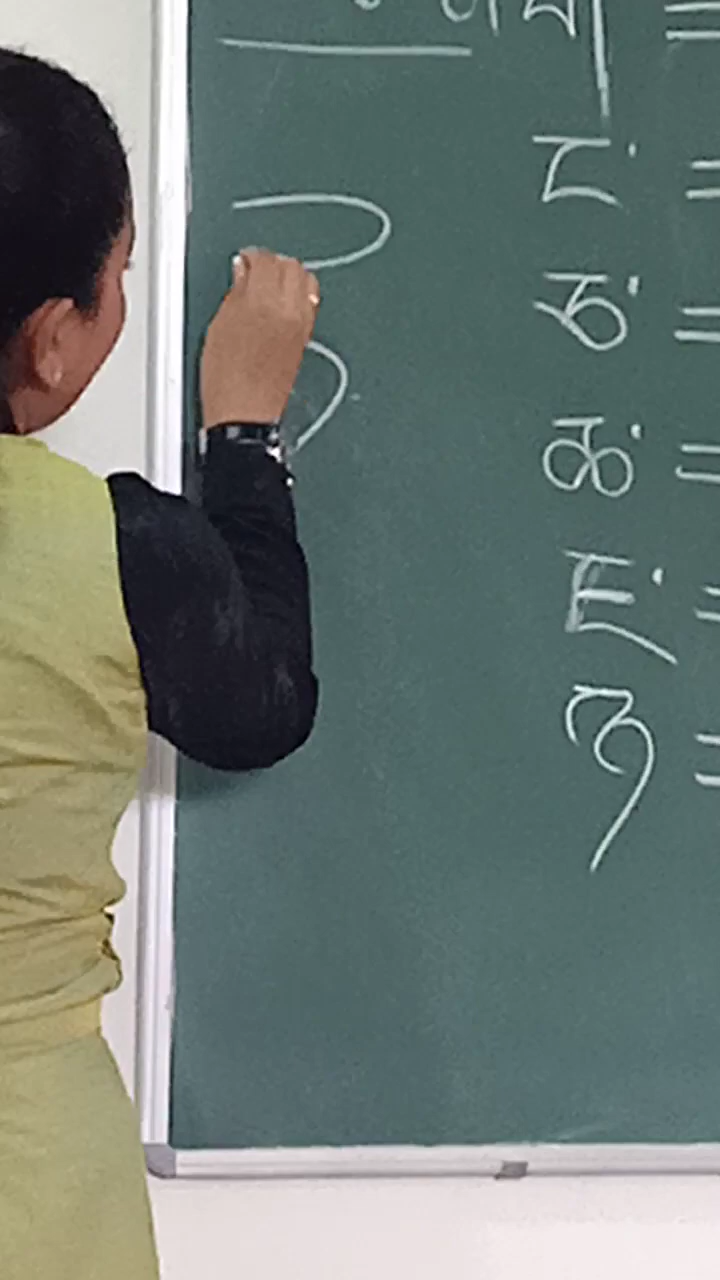 ང་ =
ཅ་ =
ཆ་ =
ཇ་ =
ཉ =